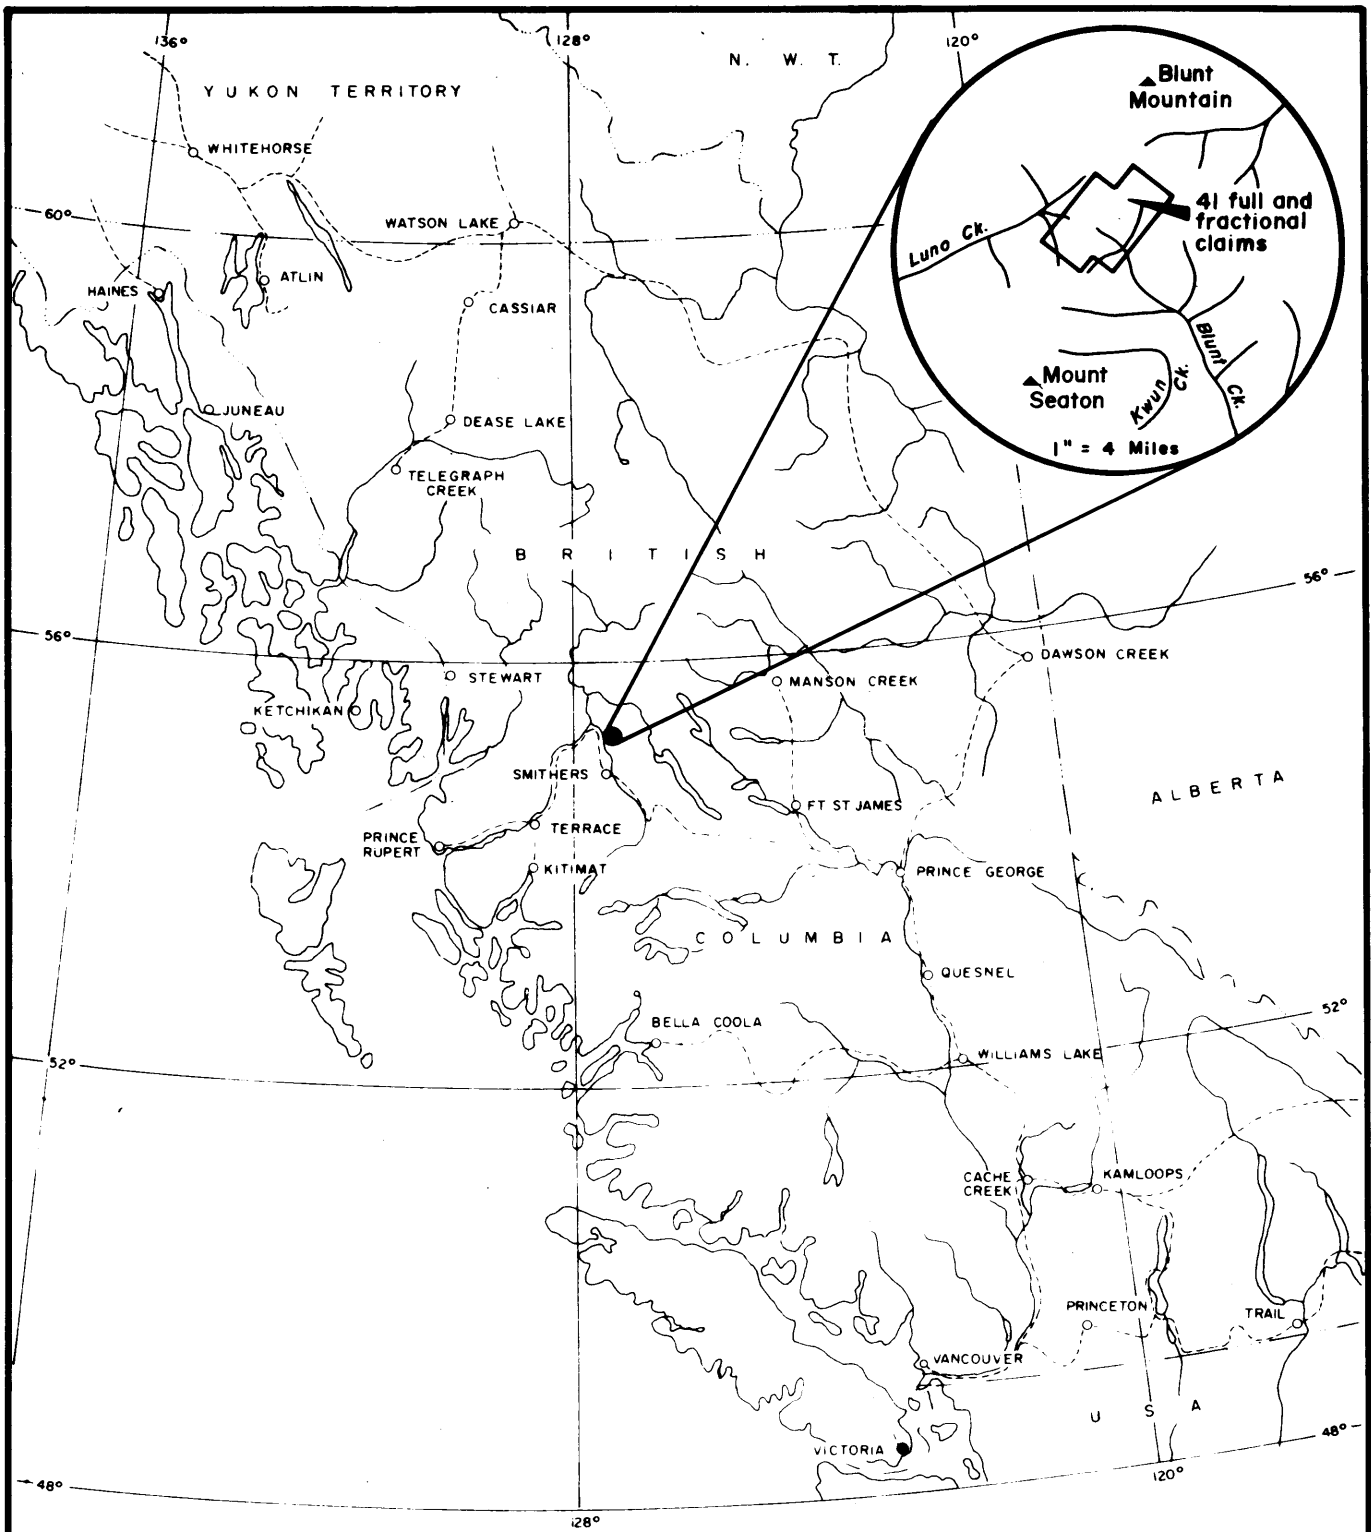 136°
128°
120°
N. W. T.
YUKON TERRITORY
Blunt
Mountain
WHITEHORSE
41 full and
fractional
claims
60°
WATSON LAKE
Luno Ck.
HAINES
ATLIN
CASSIAR
Blunt
Ck.
Mount
Seaton
Kwun
Ck.
JUNEAU
DEASE LAKE
1" = 4 Miles
TELEGRAPH
CREEK
BRITISH
56°
56°
DAWSON CREEK
STEWART
MANSON CREEK
KETCHIKAN
SMITHERS
ALBERTA
FT ST JAMES
TERRACE
PRINCE
RUPERT
KITIMAT
PRINCE GEORGE
COLUMBIA
QUESNEL
52°
BELLA COOLA
WILLIAMS LAKE
52°
CACHE
CREEK
KAMLOOPS
PRINCETON
TRAIL
VANCOUVER
U S A
VICTORIA
48°
120°
48°
128°